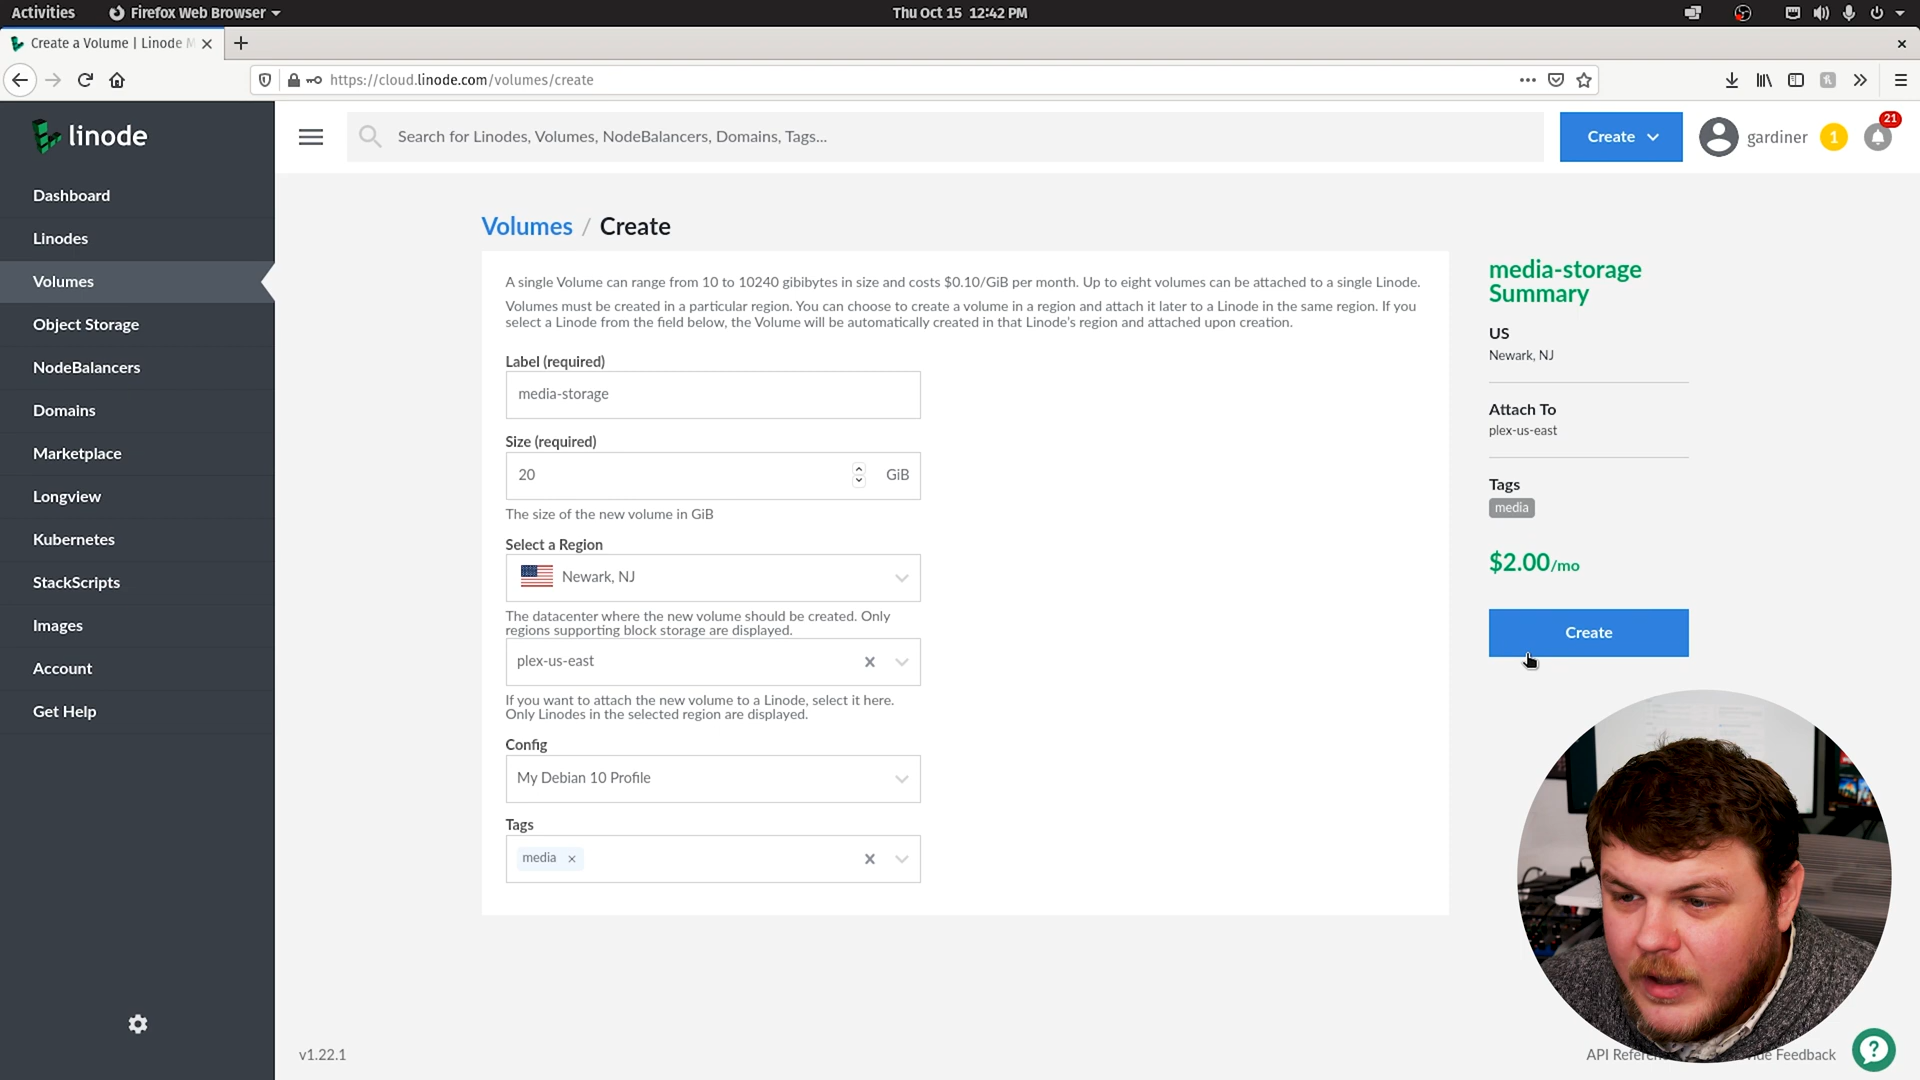 Activities
Firefox Web Browser
Thu Oct 15 12:42 PM
Create a Volume | Linode M
https://cloud.linode.com/volumes/create
linode
Search for Linodes, Volumes, NodeBalancers, Domains, Tags...
Create
gardiner
1
21
Dashboard
Linodes
Volumes
Object Storage
NodeBalancers
Domains
Marketplace
Longview
Kubernetes
StackScripts
Images
Account
Get Help
Volumes / Create
A single Volume can range from 10 to 10240 gibibytes in size and costs $0.10/GiB per month. Up to eight volumes can be attached to a single Linode.
Volumes must be created in a particular region. You can choose to create a volume in a region and attach it later to a Linode in the same region. If you
select a Linode from the field below, the Volume will be automatically created in that Linode's region and attached upon creation.
Label (required)
media-storage
Size (required)
20
GiB
The size of the new volume in GiB
Select a Region
Newark, NJ
The datacenter where the new volume should be created. Only
regions supporting block storage are displayed.
plex-us-east
If you want to attach the new volume to a Linode, select it here.
Only Linodes in the selected region are displayed.
Config
My Debian 10 Profile
Tags
media
media-storage
Summary
US
Newark, NJ
Attach To
plex-us-east
Tags
media
$2.00/mo
Create
v1.22.1
API
Feedback